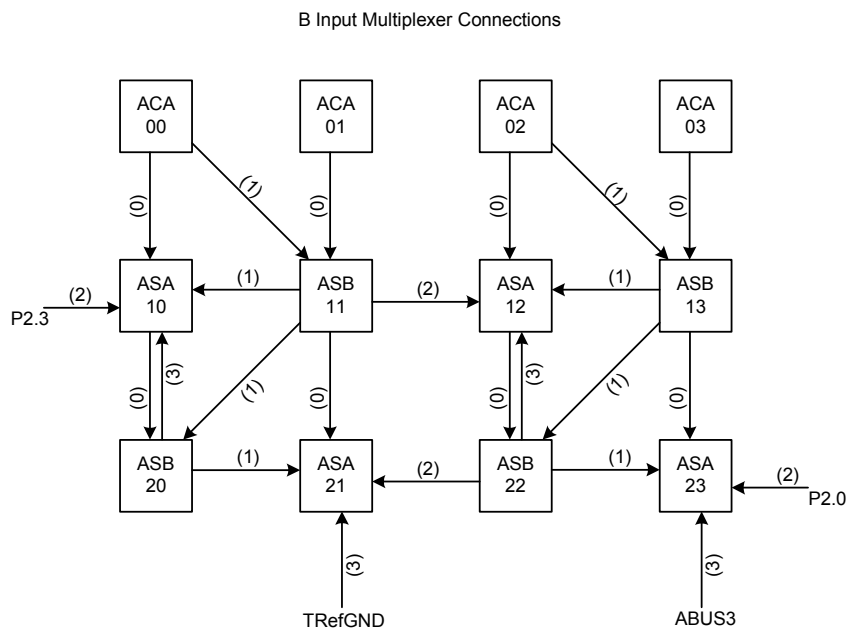 B Input Multiplexer Connections
ACA
00
ACA
01
ACA
02
ACA
03
(0)
(1)
(0)
(0)
(1)
(0)
ASA
10
(1)
ASB
11
(2)
ASA
12
(1)
ASB
13
(2)
P2.3
(0)
(3)
(1)
(0)
(0)
(3)
(1)
(0)
ASB
20
(1)
ASA
21
(2)
ASB
22
(1)
ASA
23
(2)
P2.0
(3)
(3)
TRefGND
ABUS3